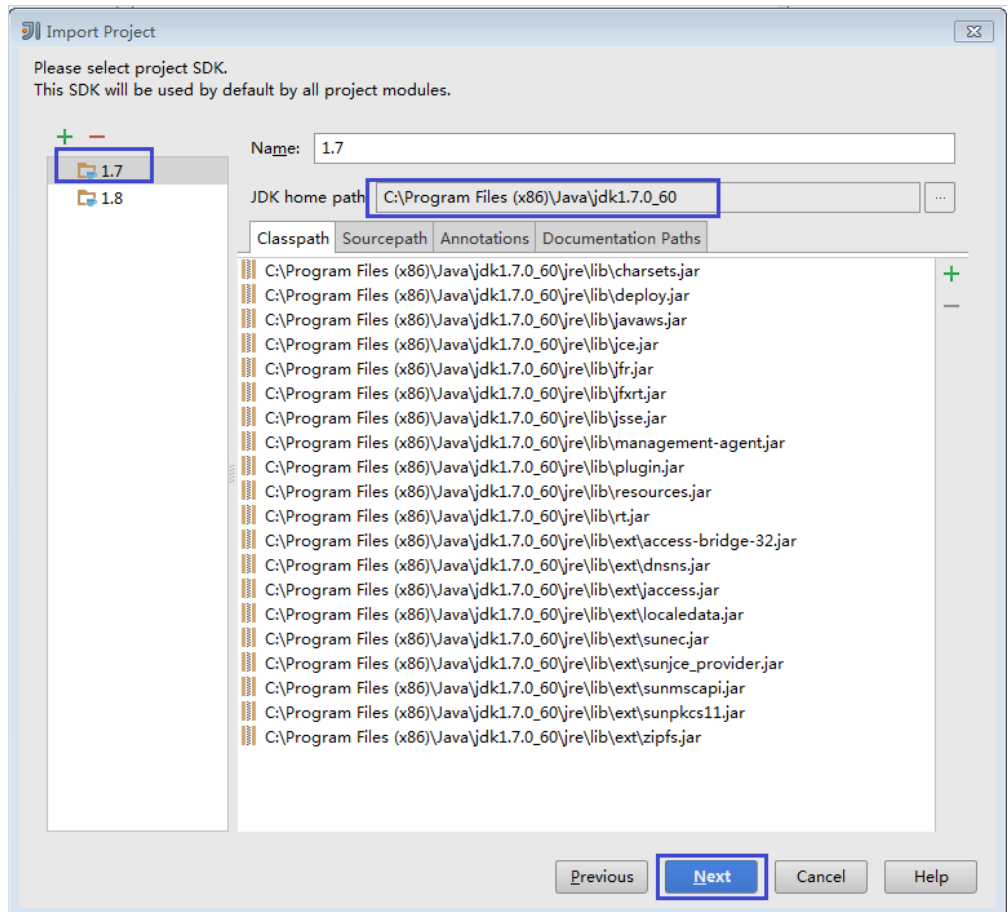 Import Project
Please select project SDK.
This SDK will be used by default by all project modules.
1.7
1.8
Name: 1.7
JDK home path C:\Program Files (x86)\Java\jdk1.7.0_60 ...
Classpath Sourcepath Annotations Documentation Paths
C:\Program Files (x86)\Java\jdk1.7.0_60\jre\lib\charsets.jar
C:\Program Files (x86)\Java\jdk1.7.0_60\jre\lib\deploy.jar
C:\Program Files (x86)\Java\jdk1.7.0_60\jre\lib\javaws.jar
C:\Program Files (x86)\Java\jdk1.7.0_60\jre\lib\jce.jar
C:\Program Files (x86)\Java\jdk1.7.0_60\jre\lib\jfr.jar
C:\Program Files (x86)\Java\jdk1.7.0_60\jre\lib\jfxrt.jar
C:\Program Files (x86)\Java\jdk1.7.0_60\jre\lib\jsse.jar
C:\Program Files (x86)\Java\jdk1.7.0_60\jre\lib\management-agent.jar
C:\Program Files (x86)\Java\jdk1.7.0_60\jre\lib\plugin.jar
C:\Program Files (x86)\Java\jdk1.7.0_60\jre\lib\resources.jar
C:\Program Files (x86)\Java\jdk1.7.0_60\jre\lib\rt.jar
C:\Program Files (x86)\Java\jdk1.7.0_60\jre\lib\ext\access-bridge-32.jar
C:\Program Files (x86)\Java\jdk1.7.0_60\jre\lib\ext\dnsns.jar
C:\Program Files (x86)\Java\jdk1.7.0_60\jre\lib\ext\jaccess.jar
C:\Program Files (x86)\Java\jdk1.7.0_60\jre\lib\ext\localedata.jar
C:\Program Files (x86)\Java\jdk1.7.0_60\jre\lib\ext\sunec.jar
C:\Program Files (x86)\Java\jdk1.7.0_60\jre\lib\ext\sunjce_provider.jar
C:\Program Files (x86)\Java\jdk1.7.0_60\jre\lib\ext\sunmscapi.jar
C:\Program Files (x86)\Java\jdk1.7.0_60\jre\lib\ext\sunpkcs11.jar
C:\Program Files (x86)\Java\jdk1.7.0_60\jre\lib\ext\zipfs.jar
Previous Next Cancel Help